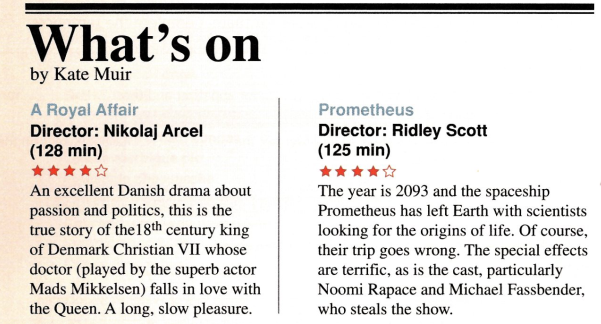 What's on
by Kate Muir
A Royal Affair
Director: Nikolaj Arcel
(128 min)
★★★★☆
An excellent Danish drama about
passion and politics, this is the
true story of the18th century king
of Denmark Christian VII whose
doctor (played by the superb actor
Mads Mikkelsen) falls in love with
the Queen. A long, slow pleasure.
Prometheus
Director: Ridley Scott
(125 min)
★★★★☆
The year is 2093 and the spaceship
Prometheus has left Earth with scientists
looking for the origins of life. Of course,
their trip goes wrong. The special effects
are terrific, as is the cast, particularly
Noomi Rapace and Michael Fassbender,
who steals the show.